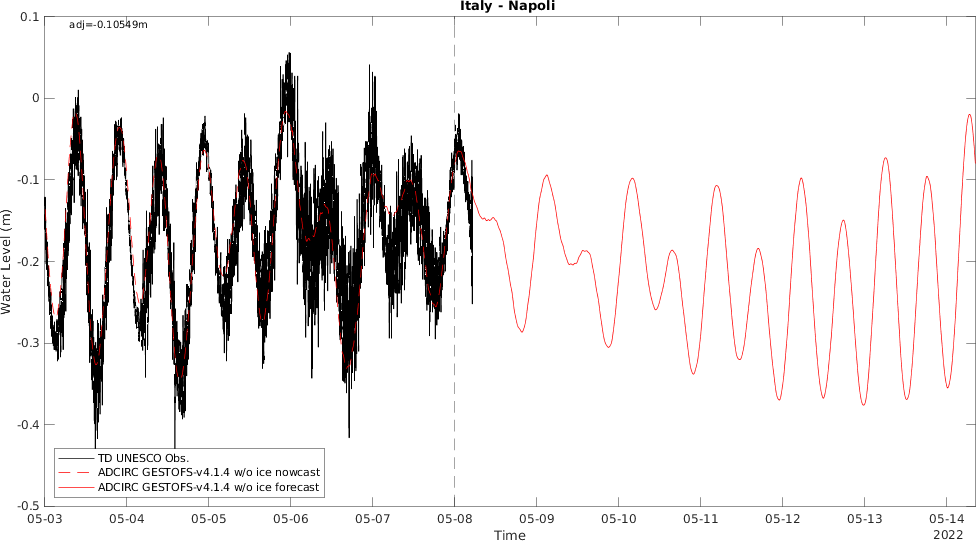 Italy - Napoli
adj=-0.10549m
0.1
0
-0.1
-0.2
-0.3
-0.4
-0.5
Water Level (m)
TD UNESCO Obs.
ADCIRC GESTOFS-v4.1.4 w/o ice nowcast
ADCIRC GESTOFS-v4.1.4 w/o ice forecast
05-03 05-04 05-05 05-06 05-07 05-08 05-09 05-10 05-11 05-12 05-13 05-14
2022
Time